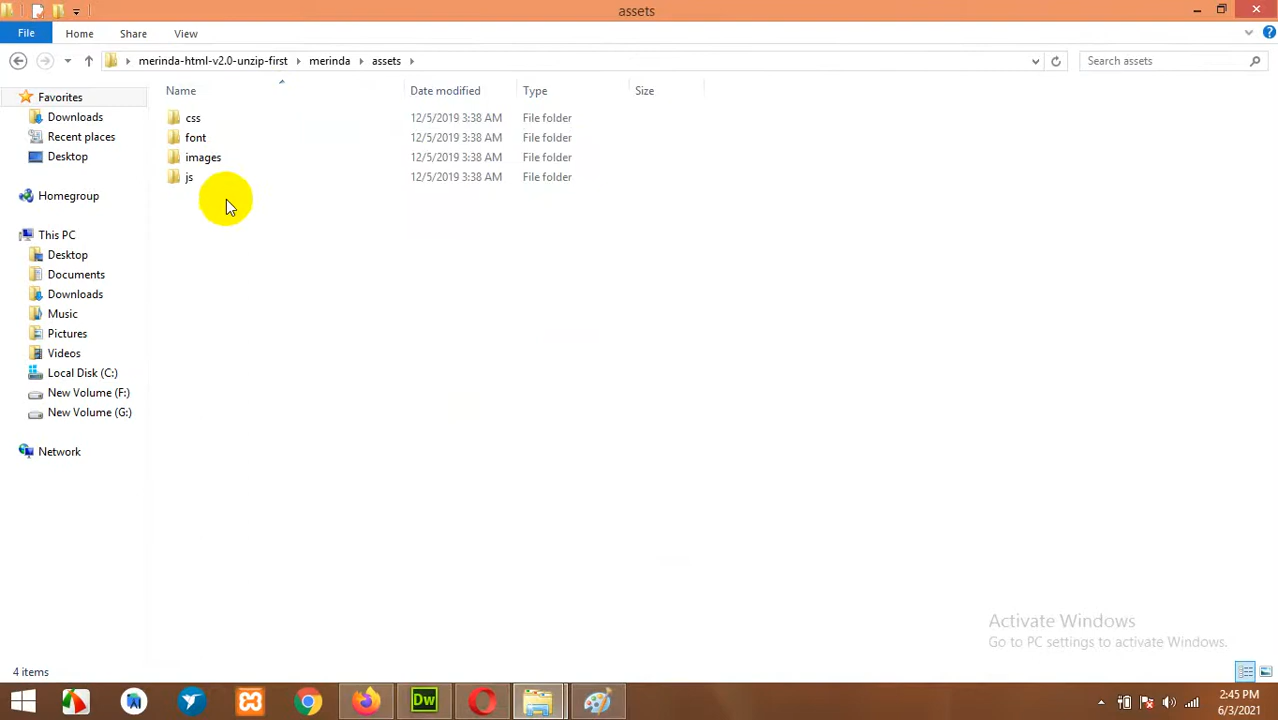 assets
File Home Share View
merinda-html-v2.0-unzip-first merinda assets Search assets
Name Date modified Type Size
Favorites
Downloads
Recent places
Desktop
Homegroup
This PC
Desktop
Documents
Downloads
Music
Pictures
Videos
Local Disk (C:)
New Volume (F:)
New Volume (G:)
Network
css 12/5/2019 3:38 AM File folder
font 12/5/2019 3:38 AM File folder
images 12/5/2019 3:38 AM File folder
js 12/5/2019 3:38 AM File folder
Activate Windows
Go to PC settings to activate Windows.
4 items
Dw
2:45 PM
6/3/2021